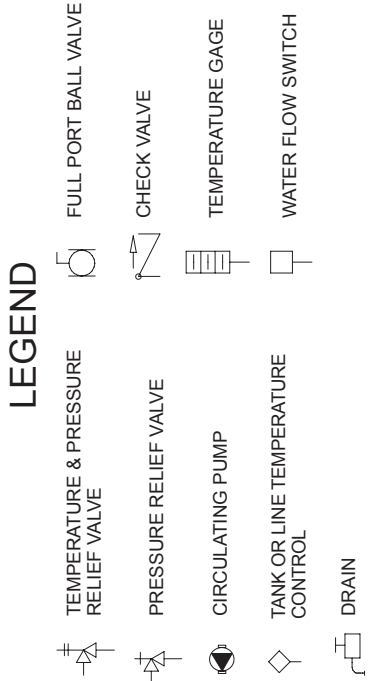 LEGEND
TEMPERATURE & PRESSURE
RELIEF VALVE
PRESSURE RELIEF VALVE
CIRCULATING PUMP
TANK OR LINE TEMPERATURE
CONTROL
DRAIN
FULL PORT BALL VALVE
CHECK VALVE
TEMPERATURE GAGE
WATER FLOW SWITCH